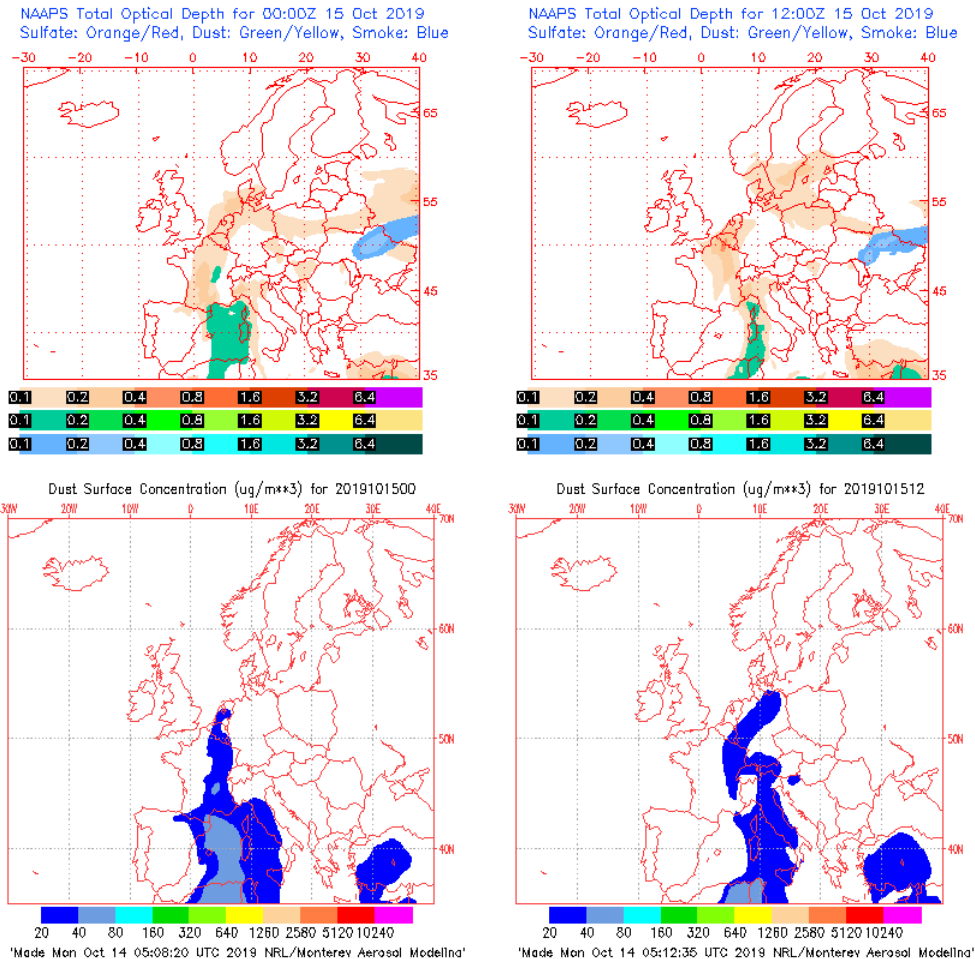 NAAPS Total Optical Depth for 00:00Z 15 Oct 2019
Sulfate: Orange/Red, Dust: Green/Yellow, Smoke: Blue
-30 -20 -10 0 10 20 30 40
65
55
45
35
0.1 0.2 0.4 0.8 1.6 3.2 6.4
0.1 0.2 0.4 0.8 1.6 3.2 6.4
0.1 0.2 0.4 0.8 1.6 3.2 6.4
NAAPS Total Optical Depth for 12:00Z 15 Oct 2019
Sulfate: Orange/Red, Dust: Green/Yellow, Smoke: Blue
-30 -20 -10 0 10 20 30 40
65
55
45
35
0.1 0.2 0.4 0.8 1.6 3.2 6.4
0.1 0.2 0.4 0.8 1.6 3.2 6.4
0.1 0.2 0.4 0.8 1.6 3.2 6.4
Dust Surface Concentration (ug/m**3) for 2019101500
30W 20W 10W 0 10E 20E 30E 40E
70N
60N
50N
40N
20 40 80 160 320 640 1260 2580 5120 10240
'Made Mon Oct 14 05:08:20 UTC 2019 NRL/Monterey Aerosol Modeling'
Dust Surface Concentration (ug/m**3) for 2019101512
30W 20W 10W 0 10E 20E 30E 40E
70N
60N
50N
40N
20 40 80 160 320 640 1260 2580 5120 10240
'Made Mon Oct 14 05:12:35 UTC 2019 NRL/Monterey Aerosol Modeling'